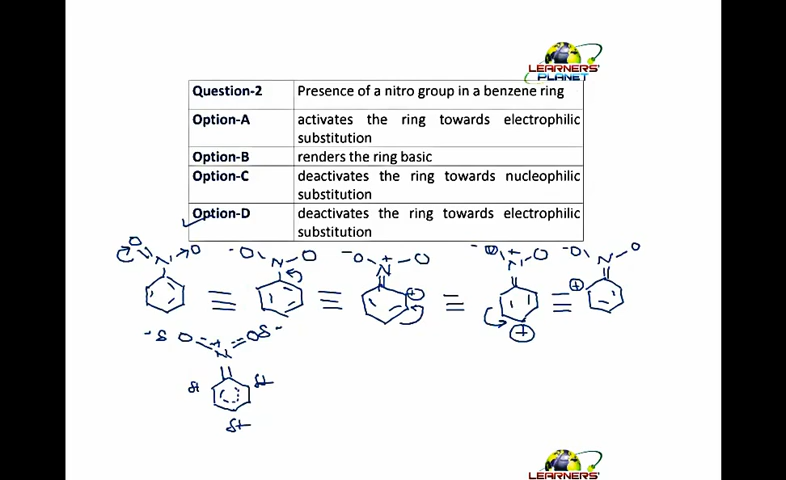 LEARNERS'
PLANET
Question-2 Presence of a nitro group in a benzene ring
Option-A activates the ring towards electrophilic
substitution
Option-B renders the ring basic
Option-C deactivates the ring towards nucleophilic
substitution
Option-D deactivates the ring towards electrophilic
substitution
O N O -O N O -O N + O - O + N O -O N O
+ + +
-δ O N + O δ-
δ+ δ+
δ+
LEARNERS'